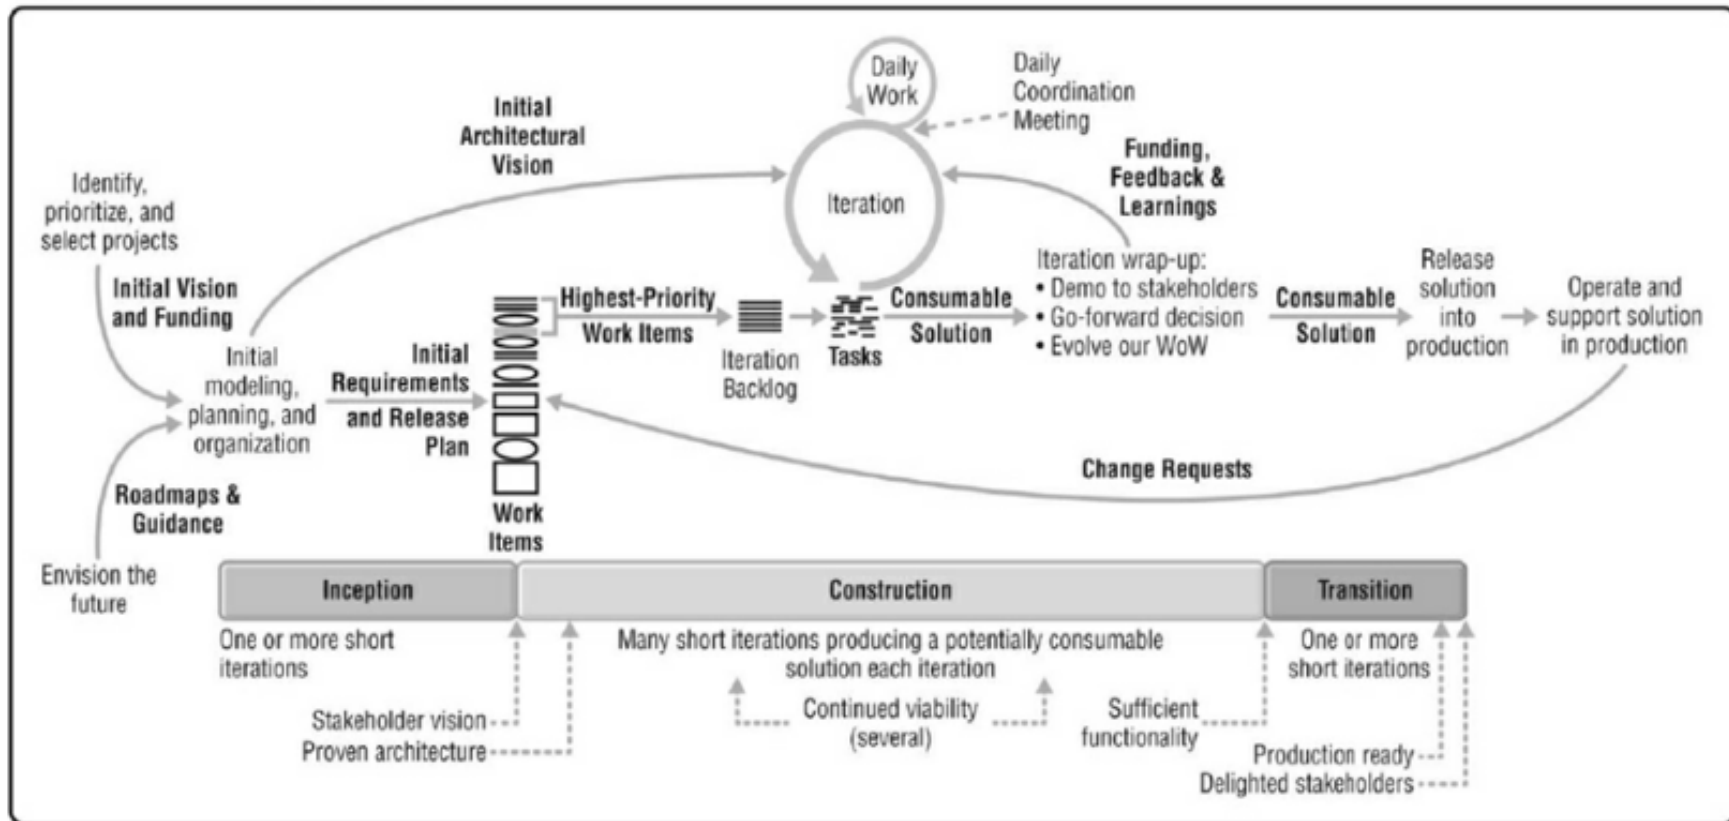 Daily
Work
Daily
Coordination
Meeting
Initial
Architectural
Vision
Funding,
Feedback &
Learnings
Identify,
prioritize, and
select projects
Iteration
Initial Vision
and Funding
Highest-Priority
Work Items
Iteration
Backlog
Tasks
Consumable
Solution
Iteration wrap-up:
• Demo to stakeholders
• Go-forward decision
• Evolve our WoW
Consumable
Solution
Release
solution
into
production
Operate and
support solution
in production
Initial
modeling,
planning, and
organization
Initial
Requirements
and Release
Plan
Change Requests
Roadmaps &
Guidance
Work
Items
Envision the
future
Inception
Construction
Transition
One or more short
iterations
Many short iterations producing a potentially consumable
solution each iteration
One or more
short iterations
Stakeholder vision
Proven architecture
Continued viability
(several)
Sufficient
functionality
Production ready
Delighted stakeholders